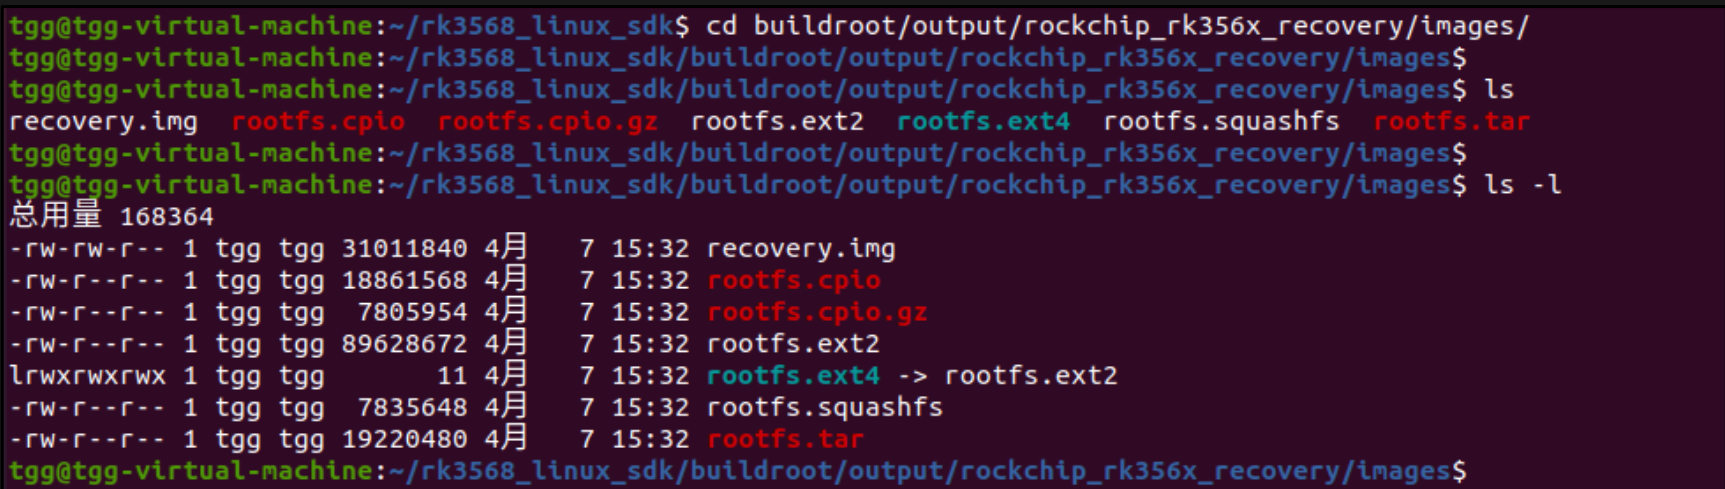 tgg@tgg-virtual-machine:~/rk3568_linux_sdk$ cd buildroot/output/rockchip_rk356x_recovery/images/
tgg@tgg-virtual-machine:~/rk3568_linux_sdk/buildroot/output/rockchip_rk356x_recovery/images$
tgg@tgg-virtual-machine:~/rk3568_linux_sdk/buildroot/output/rockchip_rk356x_recovery/images$ ls
recovery.img  rootfs.cpio  rootfs.cpio.gz  rootfs.ext2  rootfs.ext4  rootfs.squashfs  rootfs.tar
tgg@tgg-virtual-machine:~/rk3568_linux_sdk/buildroot/output/rockchip_rk356x_recovery/images$
tgg@tgg-virtual-machine:~/rk3568_linux_sdk/buildroot/output/rockchip_rk356x_recovery/images$ ls -l
总用量 168364
-rw-rw-r-- 1 tgg tgg 31011840 4月   7 15:32 recovery.img
-rw-r--r-- 1 tgg tgg 18861568 4月   7 15:32 rootfs.cpio
-rw-r--r-- 1 tgg tgg  7805954 4月   7 15:32 rootfs.cpio.gz
-rw-r--r-- 1 tgg tgg 89628672 4月   7 15:32 rootfs.ext2
lrwxrwxrwx 1 tgg tgg       11 4月   7 15:32 rootfs.ext4 -> rootfs.ext2
-rw-r--r-- 1 tgg tgg  7835648 4月   7 15:32 rootfs.squashfs
-rw-r--r-- 1 tgg tgg 19220480 4月   7 15:32 rootfs.tar
tgg@tgg-virtual-machine:~/rk3568_linux_sdk/buildroot/output/rockchip_rk356x_recovery/images$